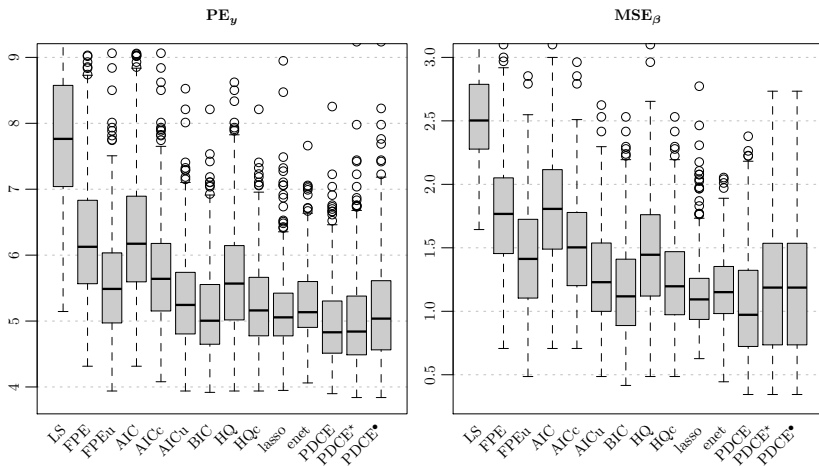 PE_y
MSE_β
9
8
7
6
5
4
3.0
2.5
2.0
1.5
1.0
0.5
LS
FPE
FPEu
AIC
AICc
AICu
BIC
HQ
HQc
lasso
enet
PDCE
PDCE*
PDCE•
LS
FPE
FPEu
AIC
AICc
AICu
BIC
HQ
HQc
lasso
enet
PDCE
PDCE*
PDCE•